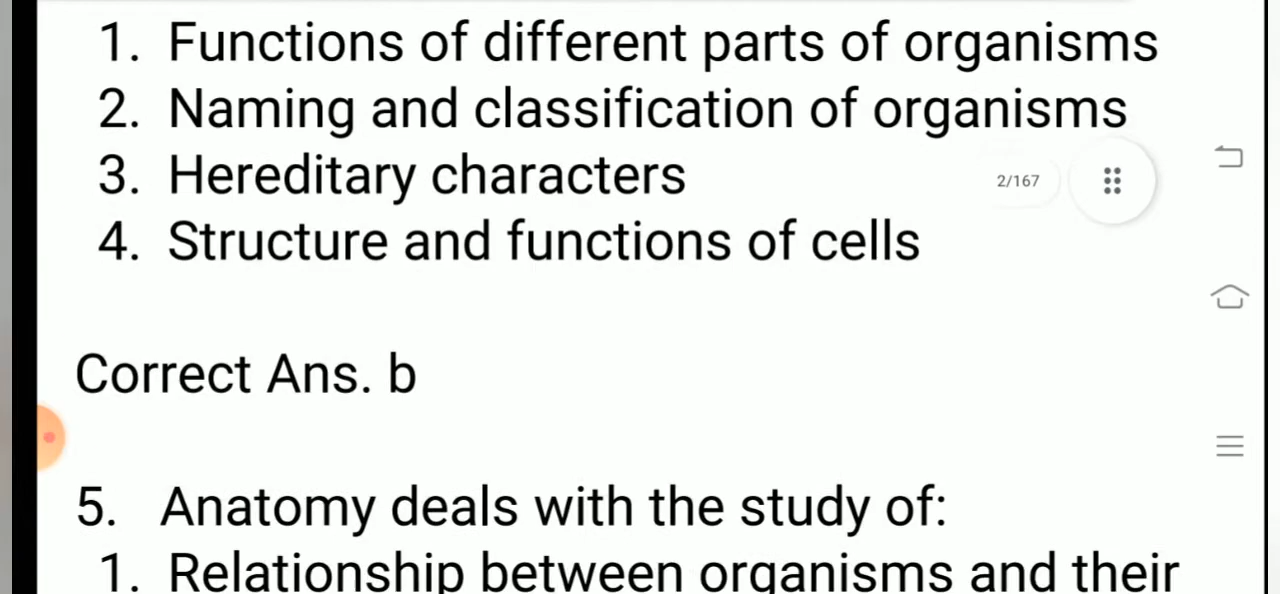 1. Functions of different parts of organisms
2. Naming and classification of organisms
3. Hereditary characters
2/167
4. Structure and functions of cells
Correct Ans. b
5. Anatomy deals with the study of:
1. Relationship between organisms and their